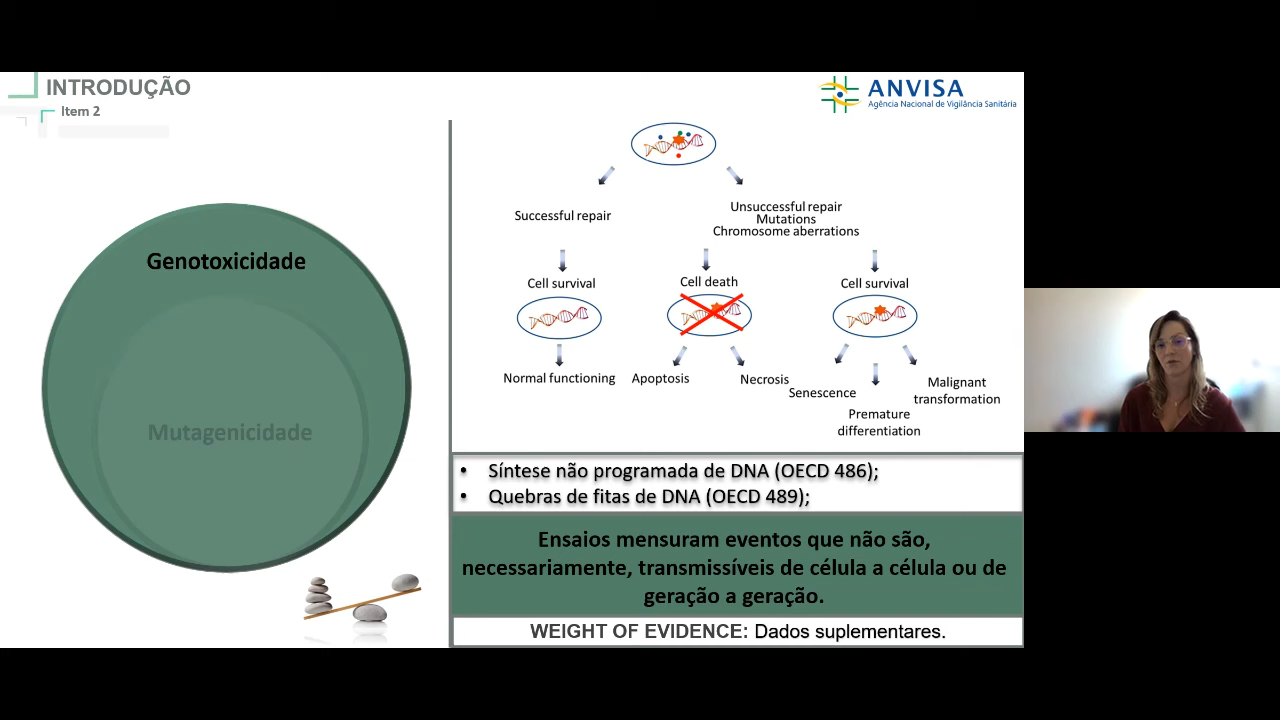 INTRODUÇÃO
Item 2
ANVISA
Agência Nacional de Vigilância Sanitária
Genotoxicidade
Mutagenicidade
Successful repair
Unsuccessful repair
Mutations
Chromosome aberrations
Cell survival
Cell death
Cell survival
Normal functioning
Apoptosis
Necrosis
Senescence
Premature
differentiation
Malignant
transformation
• Síntese não programada de DNA (OECD 486);
• Quebras de fitas de DNA (OECD 489);
Ensaios mensuram eventos que não são,
necessariamente, transmissíveis de célula a célula ou de
geração a geração.
WEIGHT OF EVIDENCE: Dados suplementares.